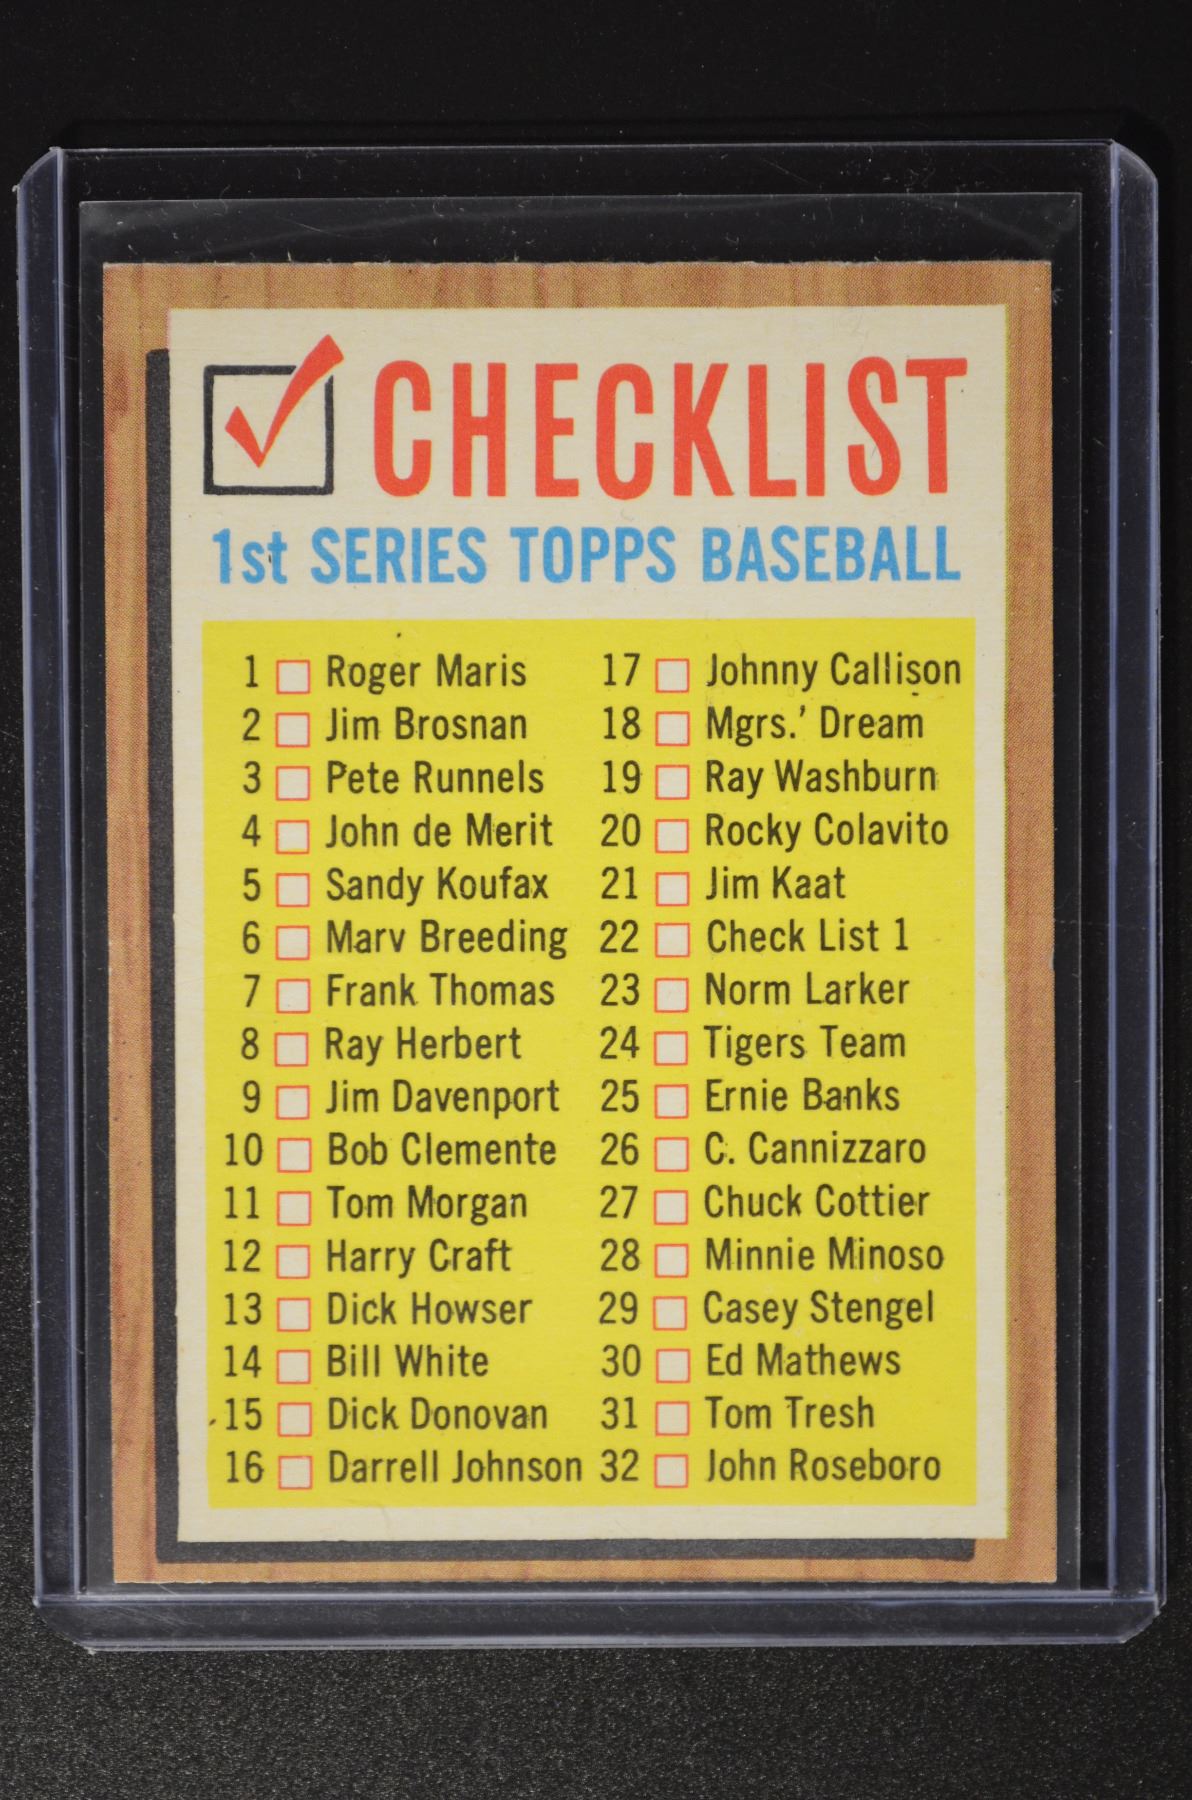 CHECKLIST
1st SERIES TOPPS BASEBALL
1 Roger Maris
2 Jim Brosnan
3 Pete Runnels
4 John de Merit
5 Sandy Koufax
6 Marv Breeding
7 Frank Thomas
8 Ray Herbert
9 Jim Davenport
10 Bob Clemente
11 Tom Morgan
12 Harry Craft
13 Dick Howser
14 Bill White
15 Dick Donovan
16 Darrell Johnson
17 Johnny Callison
18 Mgrs.' Dream
19 Ray Washburn
20 Rocky Colavito
21 Jim Kaat
22 Check List 1
23 Norm Larker
24 Tigers Team
25 Ernie Banks
26 C. Cannizzaro
27 Chuck Cottier
28 Minnie Minoso
29 Casey Stengel
30 Ed Mathews
31 Tom Tresh
32 John Roseboro